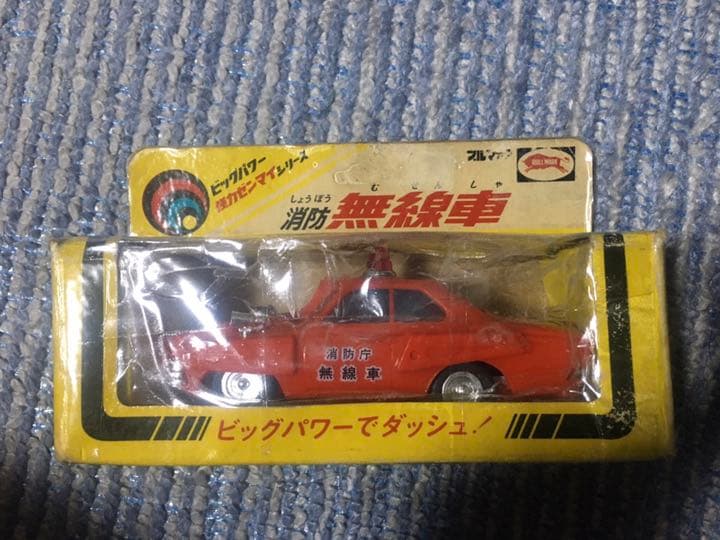 ビッグパワー
強力ゼンマイシリーズ
ブルマァク
BULL MARK
しょうぼう むせんしゃ
消防 無線車
消防庁
無線車
ビッグパワーでダッシュ!